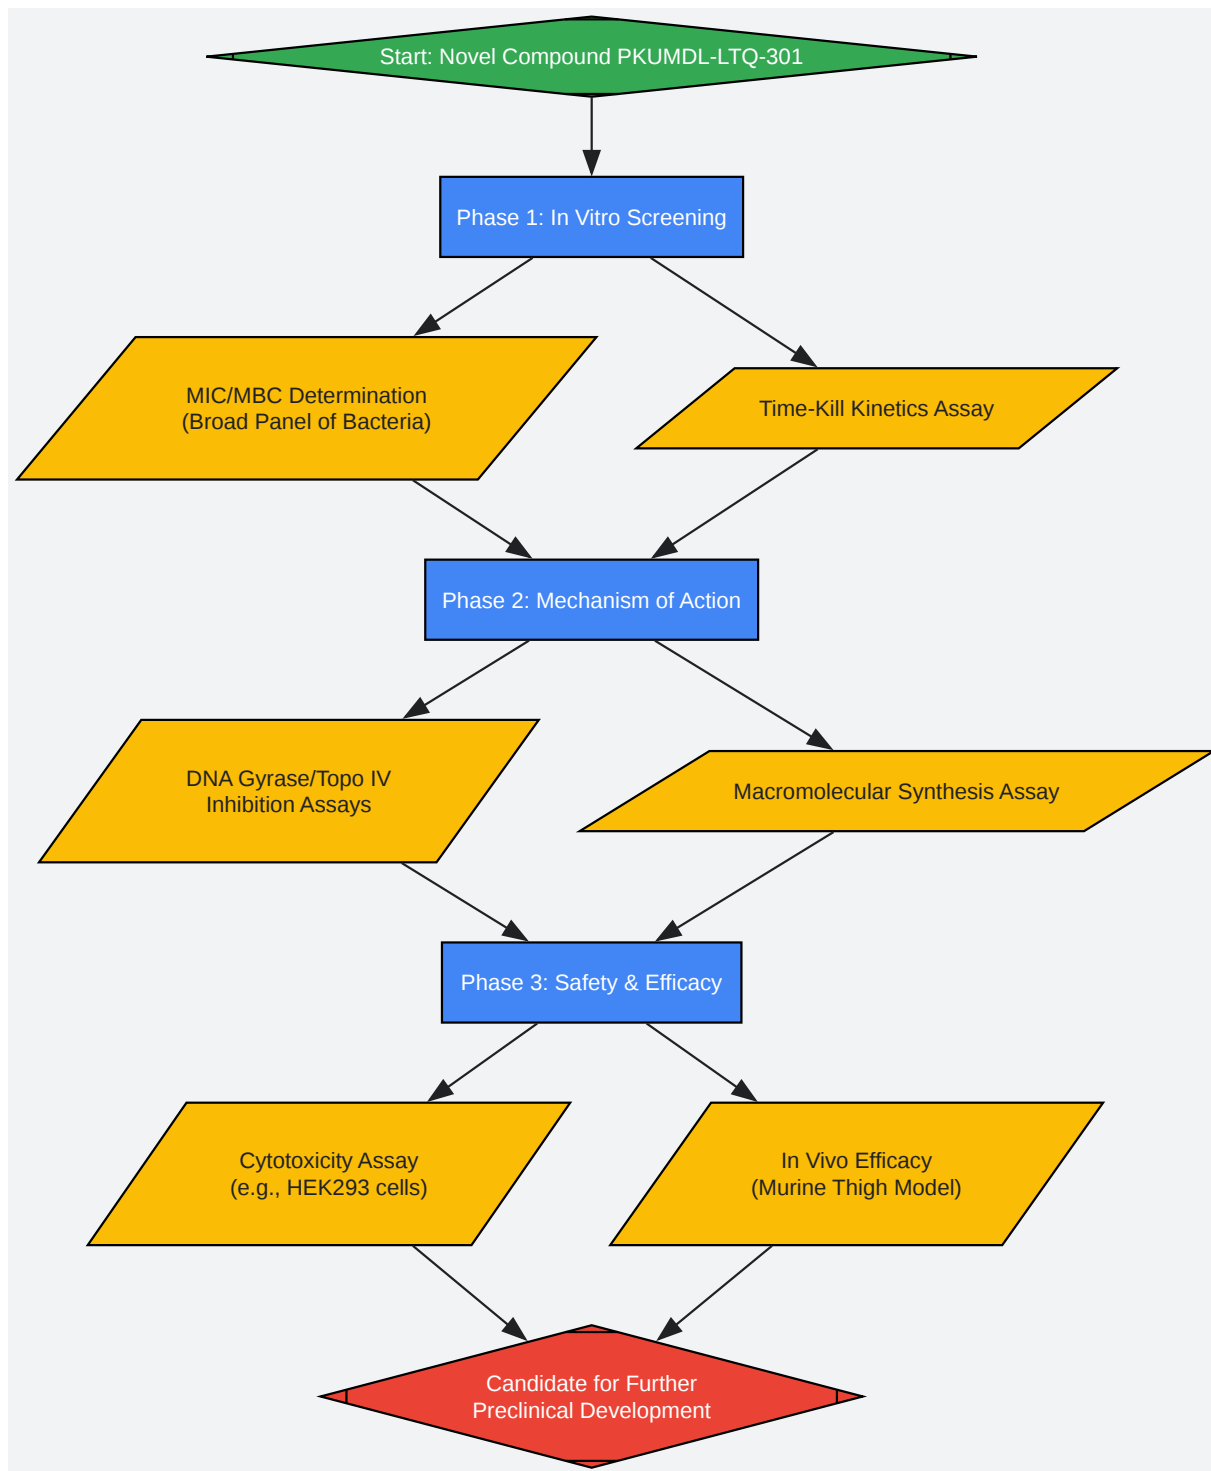 Start: Novel Compound PKUMDL-LTQ-301
Phase 1: In Vitro Screening
MIC/MBC Determination
(Broad Panel of Bacteria)
Time-Kill Kinetics Assay
Phase 2: Mechanism of Action
DNA Gyrase/Topo IV
Inhibition Assays
Macromolecular Synthesis Assay
Phase 3: Safety & Efficacy
Cytotoxicity Assay
(e.g., HEK293 cells)
In Vivo Efficacy
(Murine Thigh Model)
Candidate for Further
Preclinical Development